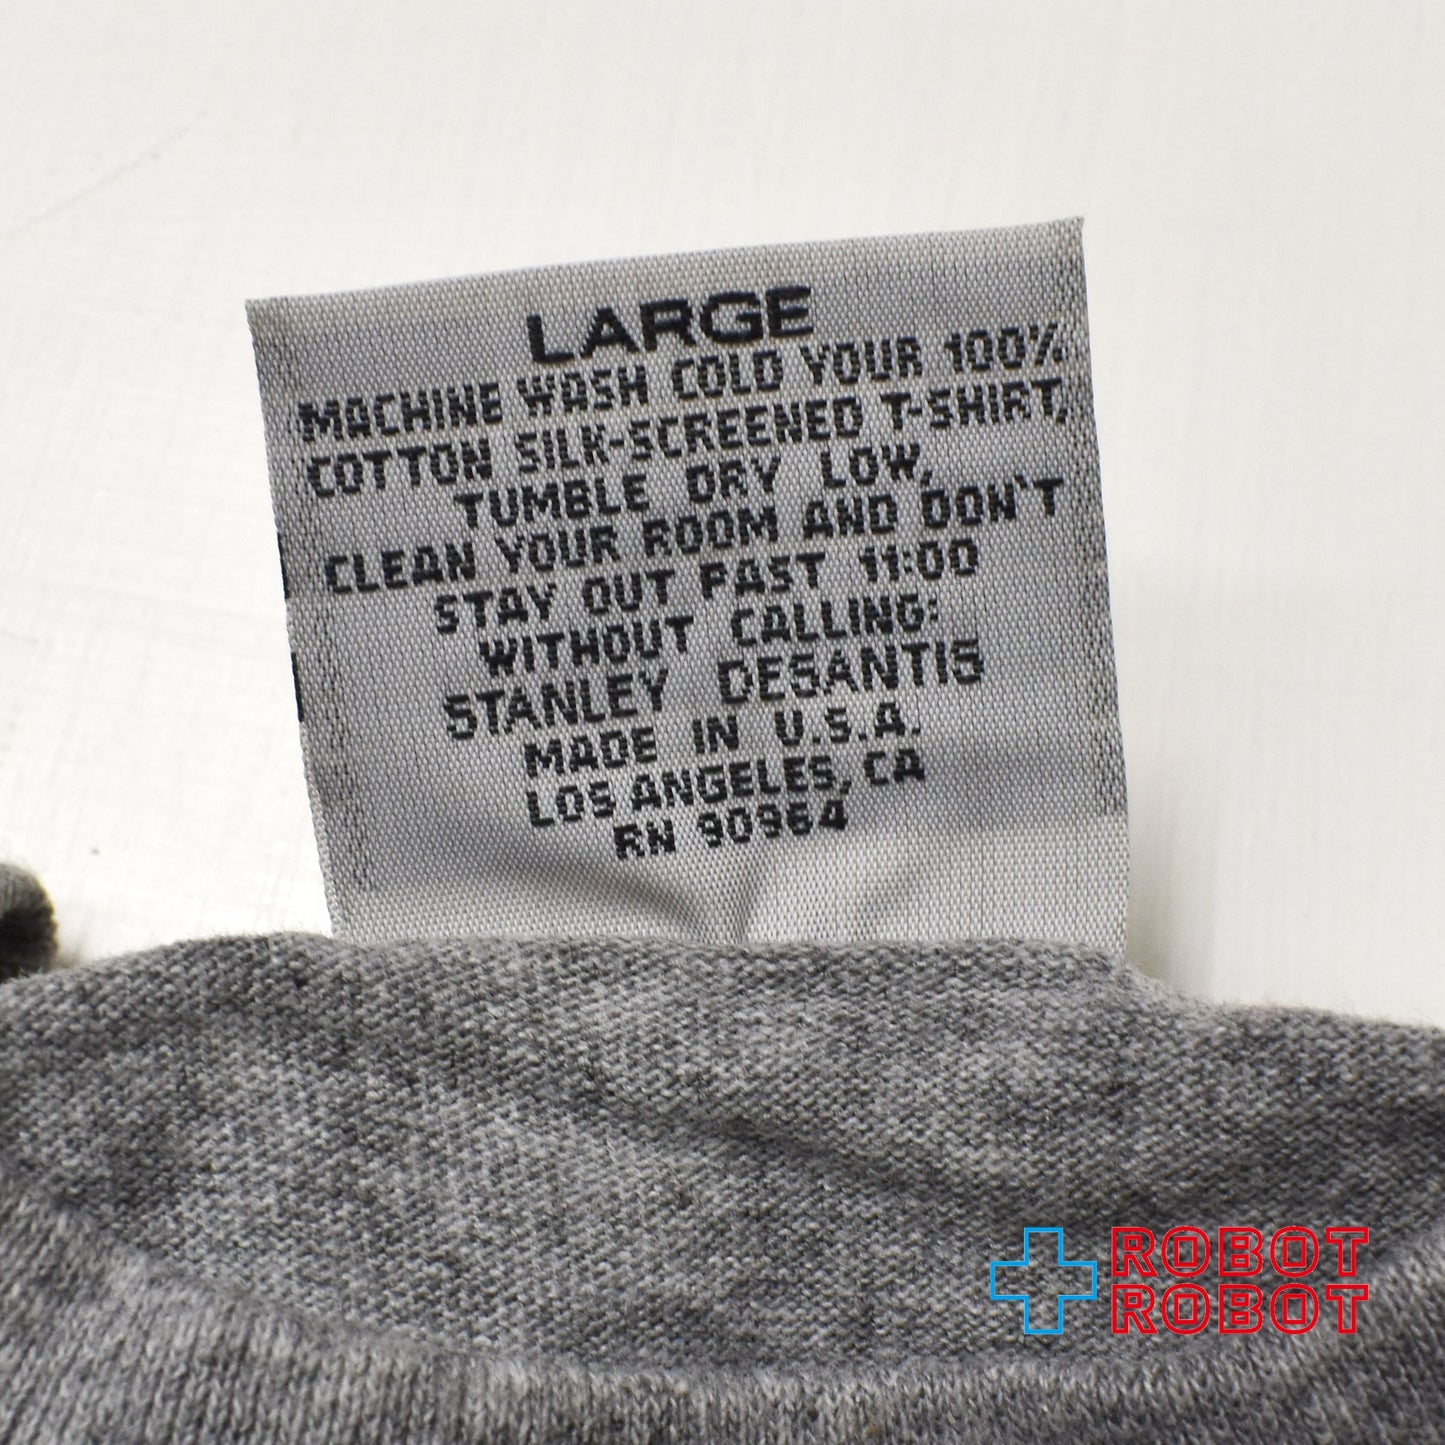 LARGE
MACHINE WASH COLD YOUR 100%
COTTON SILK-SCREENED T-SHIRT,
TUMBLE DRY LOW,
CLEAN YOUR ROOM AND DON'T
STAY OUT PAST 11:00
WITHOUT CALLING:
STANLEY DESANTIS
MADE IN U.S.A.
LOS ANGELES, CA
RN 90964
ROBOT
ROBOT